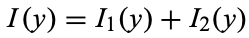 I(y) = I₁(y) + I₂(y)